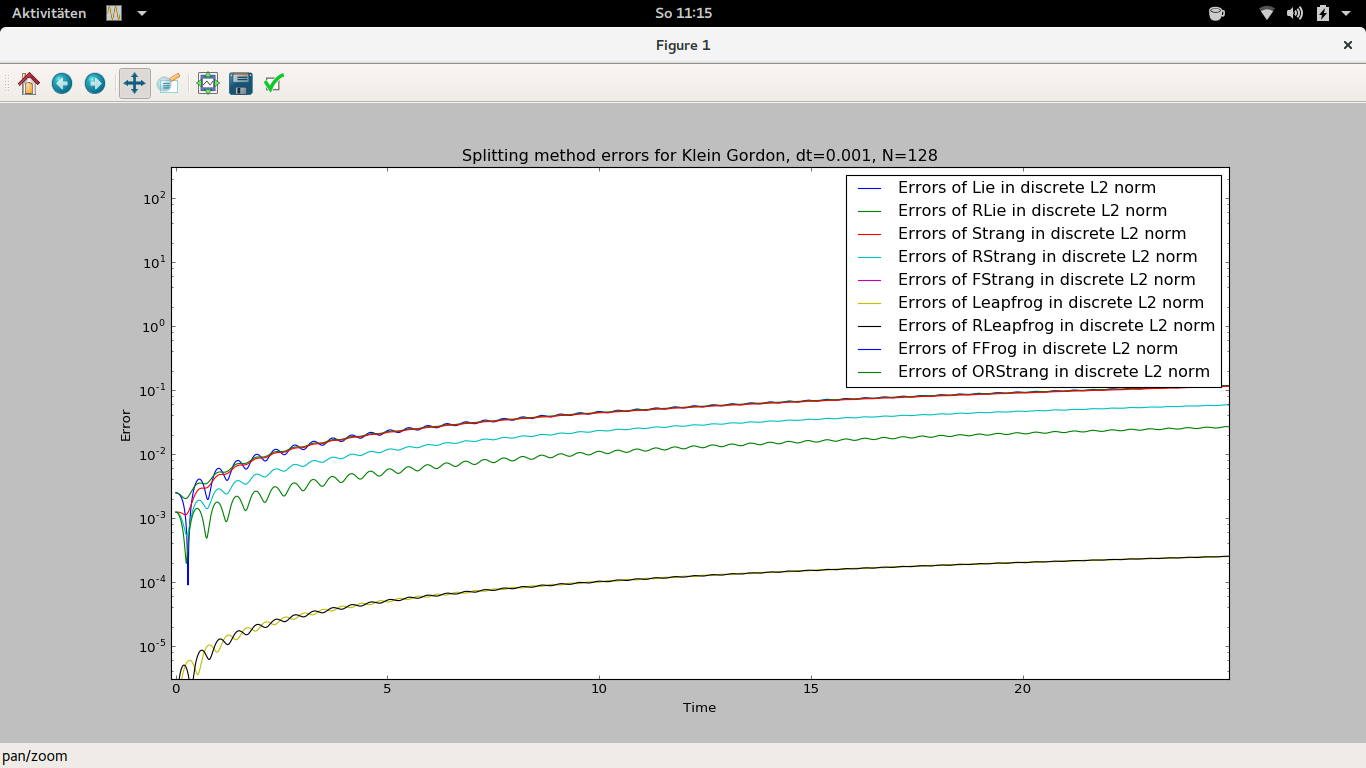 Aktivitäten
So 11:15
Figure 1
Splitting method errors for Klein Gordon, dt=0.001, N=128
Errors of Lie in discrete L2 norm
Errors of RLie in discrete L2 norm
Errors of Strang in discrete L2 norm
Errors of RStrang in discrete L2 norm
Errors of FStrang in discrete L2 norm
Errors of Leapfrog in discrete L2 norm
Errors of RLeapfrog in discrete L2 norm
Errors of FFrog in discrete L2 norm
Errors of ORStrang in discrete L2 norm
10^2
10^1
10^0
10^-1
10^-2
10^-3
10^-4
10^-5
Error
0 5 10 15 20
Time
pan/zoom